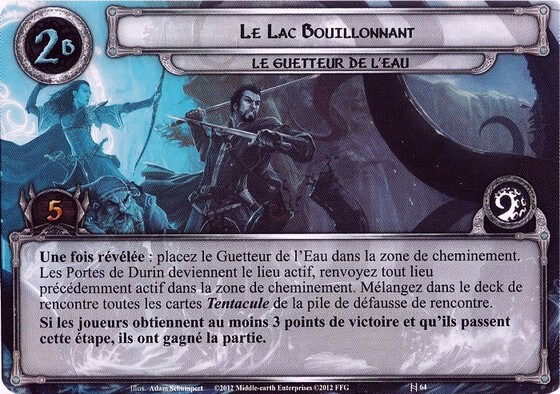 2B
LE LAC BOUILLONNANT
LE GUETTEUR DE L'EAU
5
Une fois révélée : placez le Guetteur de l'Eau dans la zone de cheminement.
Les Portes de Durin deviennent le lieu actif, renvoyez tout lieu
précédemment actif dans la zone de cheminement. Mélangez dans le deck de
rencontre toutes les cartes Tentacule de la pile de défausse de rencontre.
Si les joueurs obtiennent au moins 3 points de victoire et qu'ils passent
cette étape, ils ont gagné la partie.
Illus. Adam Schumpert ©2012 Middle-earth Enterprises ©2012 FFG 64